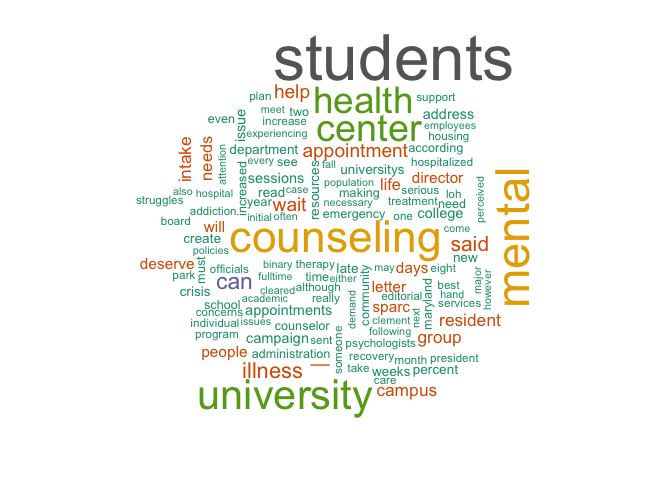 students
plan help health support
meet two
even issue increase center address
experiencing employees
housing
intake needs department appointment according
attention every see fall universitys hospitalized
increased sessions resources population life director
also hospital read case making serious
struggles year wait necessary treatment loh need perceived mental
addiction initial often emergency one college
board will
create counseling said come
policies new
deserve must officials binary therapy late may days eight
park can fulltime time either community best major
crisis cleared although letter editorial maryland hand however
school academic really demand sparc services
concerns appointments clement next resident
individual issues counselor following
program campaign sent someone psychologists group
people administration recovery month president
illness — take weeks percent
care
university campus